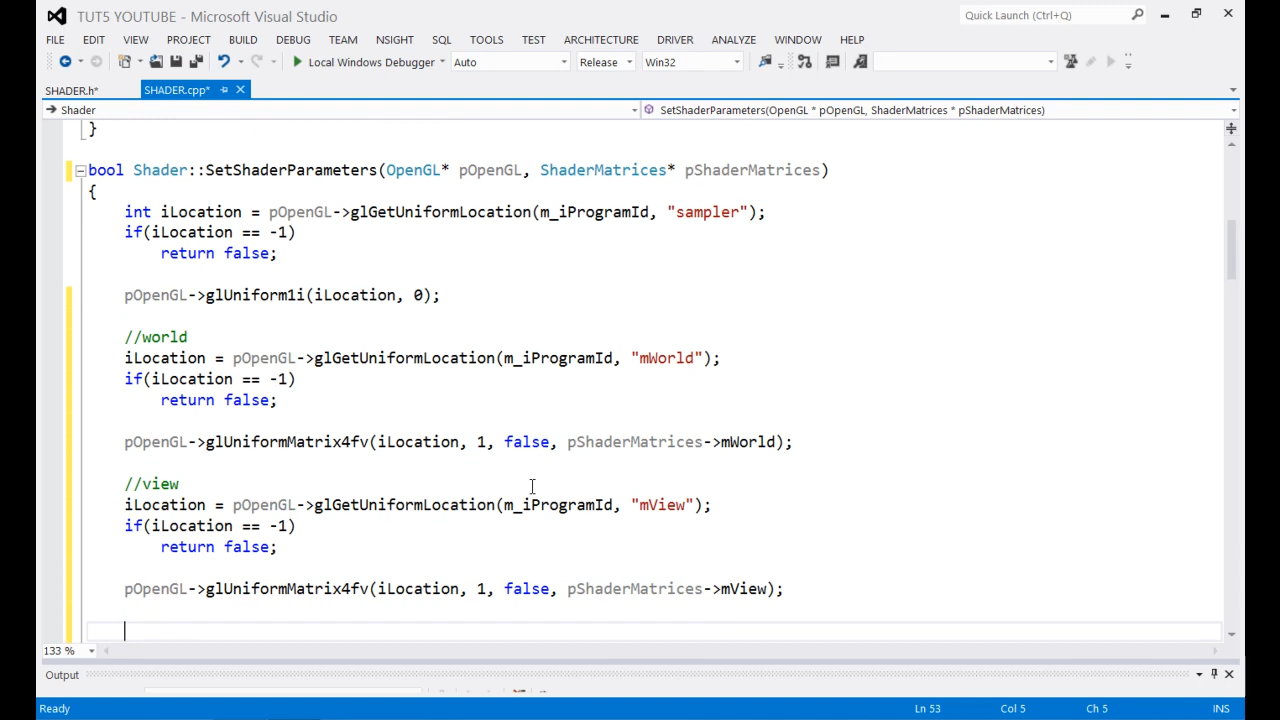 TUT5 YOUTUBE - Microsoft Visual Studio
Quick Launch (Ctrl+Q)
FILE EDIT VIEW PROJECT BUILD DEBUG TEAM NSIGHT SQL TOOLS TEST ARCHITECTURE DRIVER ANALYZE WINDOW HELP
Local Windows Debugger Auto Release Win32
SHADER.h* SHADER.cpp*
Shader SetShaderParameters(OpenGL * pOpenGL, ShaderMatrices * pShaderMatrices)
}
bool Shader::SetShaderParameters(OpenGL* pOpenGL, ShaderMatrices* pShaderMatrices)
{
int iLocation = pOpenGL->glGetUniformLocation(m_iProgramId, "sampler");
if(iLocation == -1)
return false;
pOpenGL->glUniform1i(iLocation, 0);
//world
iLocation = pOpenGL->glGetUniformLocation(m_iProgramId, "mWorld");
if(iLocation == -1)
return false;
pOpenGL->glUniformMatrix4fv(iLocation, 1, false, pShaderMatrices->mWorld);
//view
iLocation = pOpenGL->glGetUniformLocation(m_iProgramId, "mView");
if(iLocation == -1)
return false;
pOpenGL->glUniformMatrix4fv(iLocation, 1, false, pShaderMatrices->mView);
133 %
Output
Ready Ln 53 Col 5 Ch 5 INS